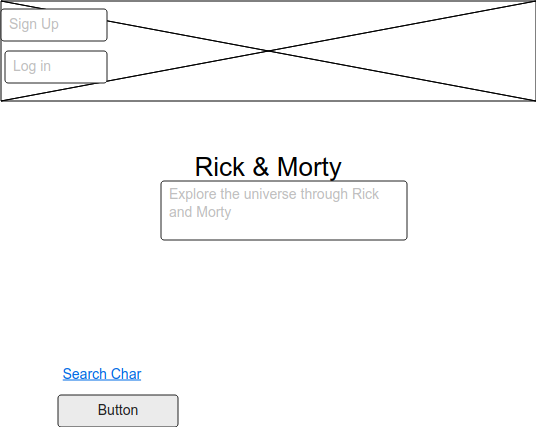 Sign Up
Log in
Rick & Morty
Explore the universe through Rick
and Morty
Search Char
Button